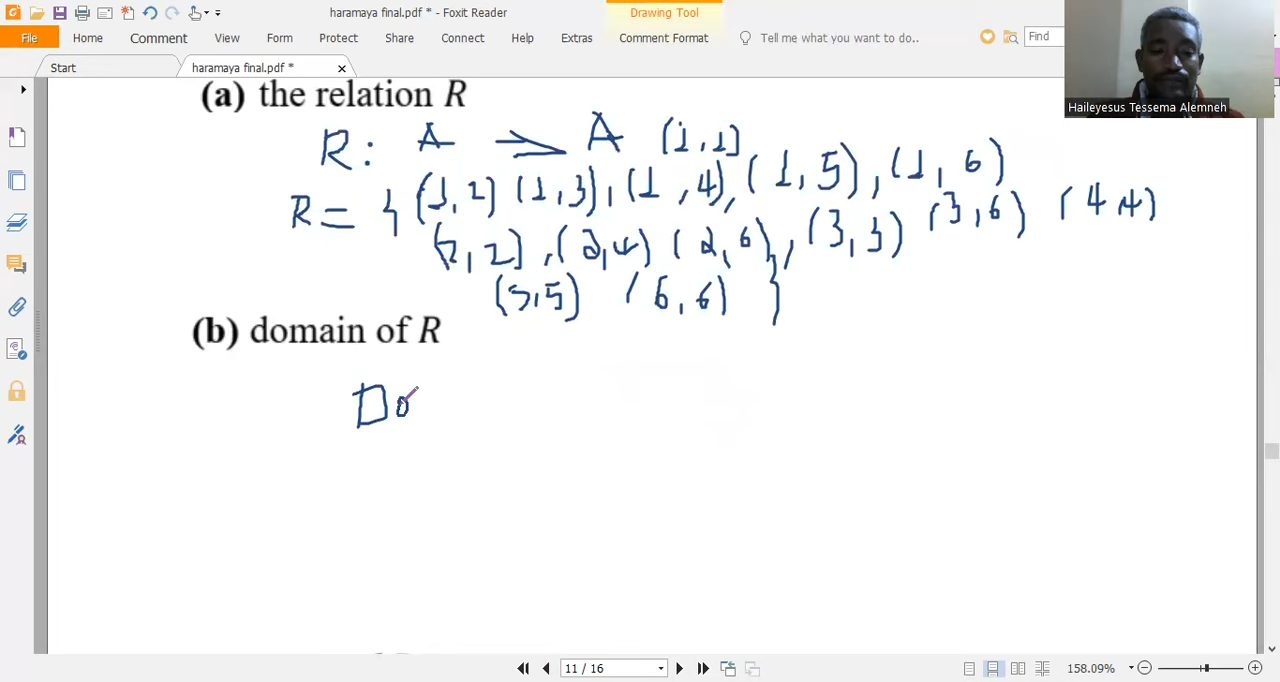 haramaya final.pdf * - Foxit Reader
Drawing Tool
File Home Comment View Form Protect Share Connect Help Extras Comment Format Tell me what you want to do.. Find
Start haramaya final.pdf *
Haileyesus Tessema Alemneh
(a) the relation R
R: A → A (1,1)
R = { (1,2) (1,3), (1,4), (1,5), (1,6)
(2,2), (2,4) (2,6), (3,3) (3,6) (4,4)
(5,5) (6,6) }
(b) domain of R
Do
11 / 16
158.09%